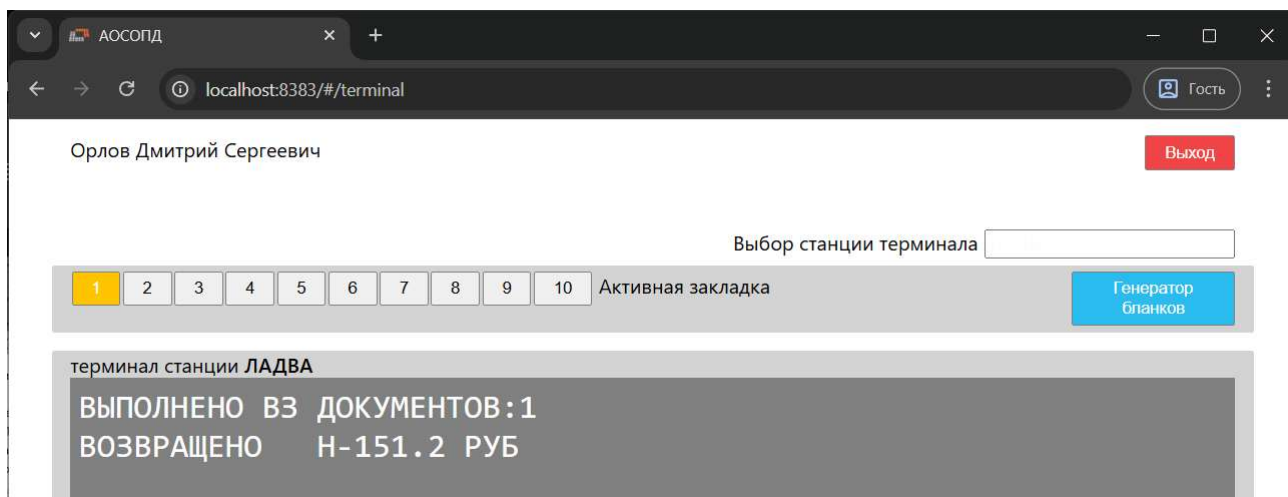 АОСОПД
localhost:8383/#/terminal
Гость
Орлов Дмитрий Сергеевич
Выход
Выбор станции терминала
1 2 3 4 5 6 7 8 9 10 Активная закладка
Генератор
бланков
терминал станции ЛАДВА
ВЫПОЛНЕНО ВЗ ДОКУМЕНТОВ:1
ВОЗВРАЩЕНО Н-151.2 РУБ